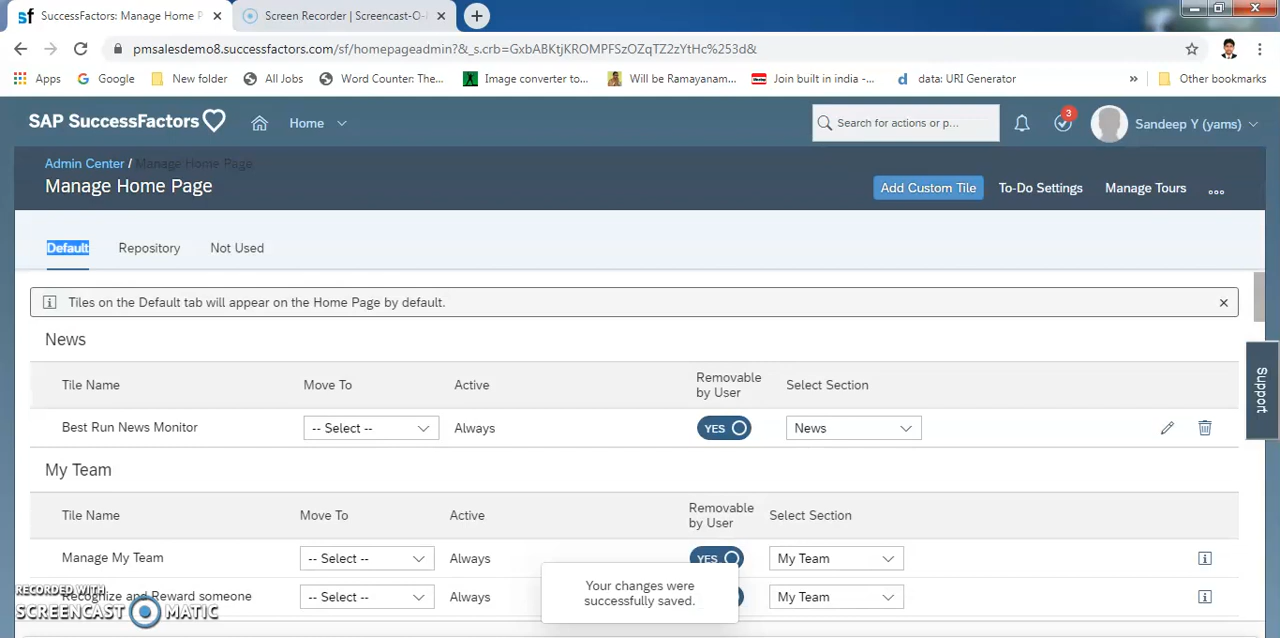 SuccessFactors: Manage Home P
Screen Recorder | Screencast-O-
pmsalesdemo8.successfactors.com/sf/homepageadmin?&_s.crb=GxbABKtjKROMPFSzOZqTZ2zYtHc%253d&
Apps
Google
New folder
All Jobs
Word Counter: The...
Image converter to...
Will be Ramayanam...
Join built in india -...
data: URI Generator
»
Other bookmarks
SAP SuccessFactors
Home
Search for actions or p...
3
Sandeep Y (yams)
Admin Center / Manage Home Page
Manage Home Page
Add Custom Tile
To-Do Settings
Manage Tours
...
Default
Repository
Not Used
Tiles on the Default tab will appear on the Home Page by default.
News
Tile Name
Move To
Active
Removable
by User
Select Section
Best Run News Monitor
-- Select --
Always
YES
News
My Team
Tile Name
Move To
Active
Removable
by User
Select Section
Manage My Team
-- Select --
Always
YES
My Team
Recognize and Reward someone
-- Select --
Always
My Team
Your changes were
successfully saved.
Support
RECORDED WITH
SCREENCAST MATIC